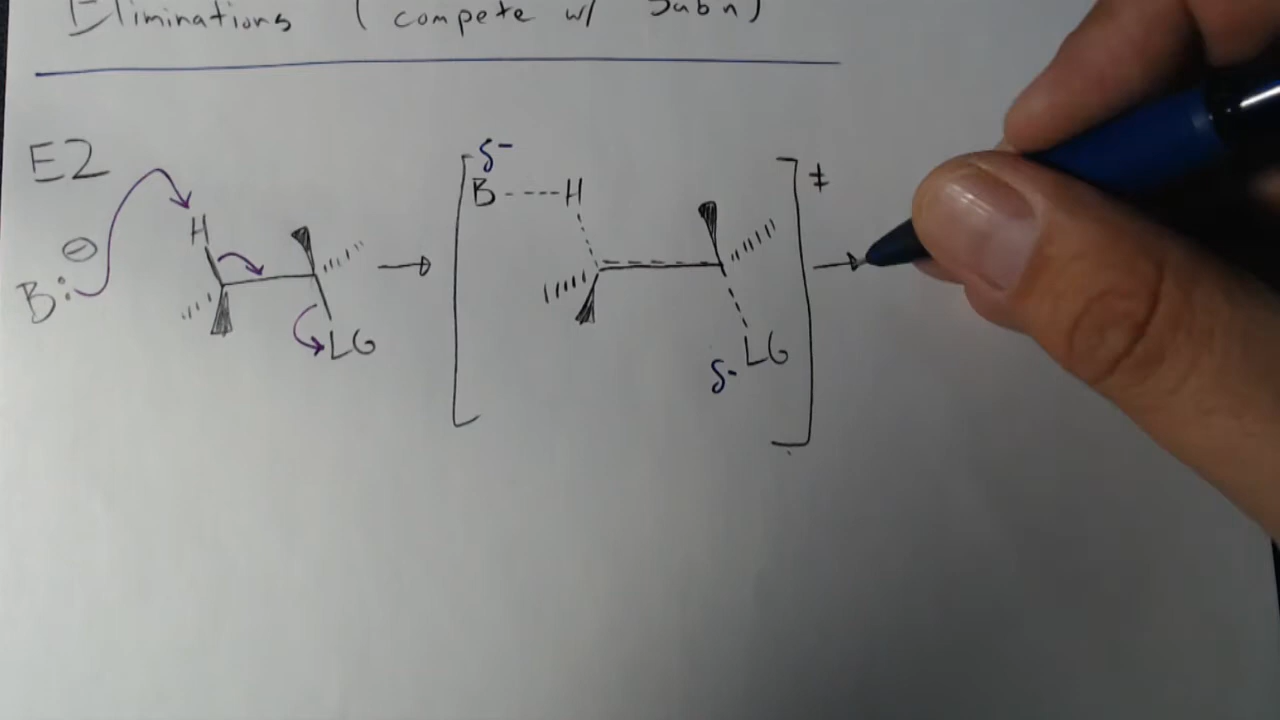 Eliminations (compete w/ Subn)
E2
δ-
B ---- H ‡
H
⊖
B:
LG LG
δ-